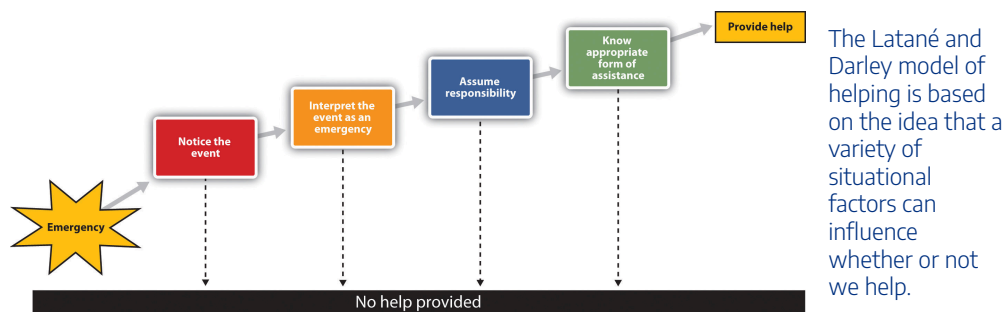 Emergency
Notice the
event
Interpret the
event as an
emergency
Assume
responsibility
Know
appropriate
form of
assistance
Provide help
No help provided
The Latané and
Darley model of
helping is based
on the idea that a
variety of
situational
factors can
influence
whether or not
we help.